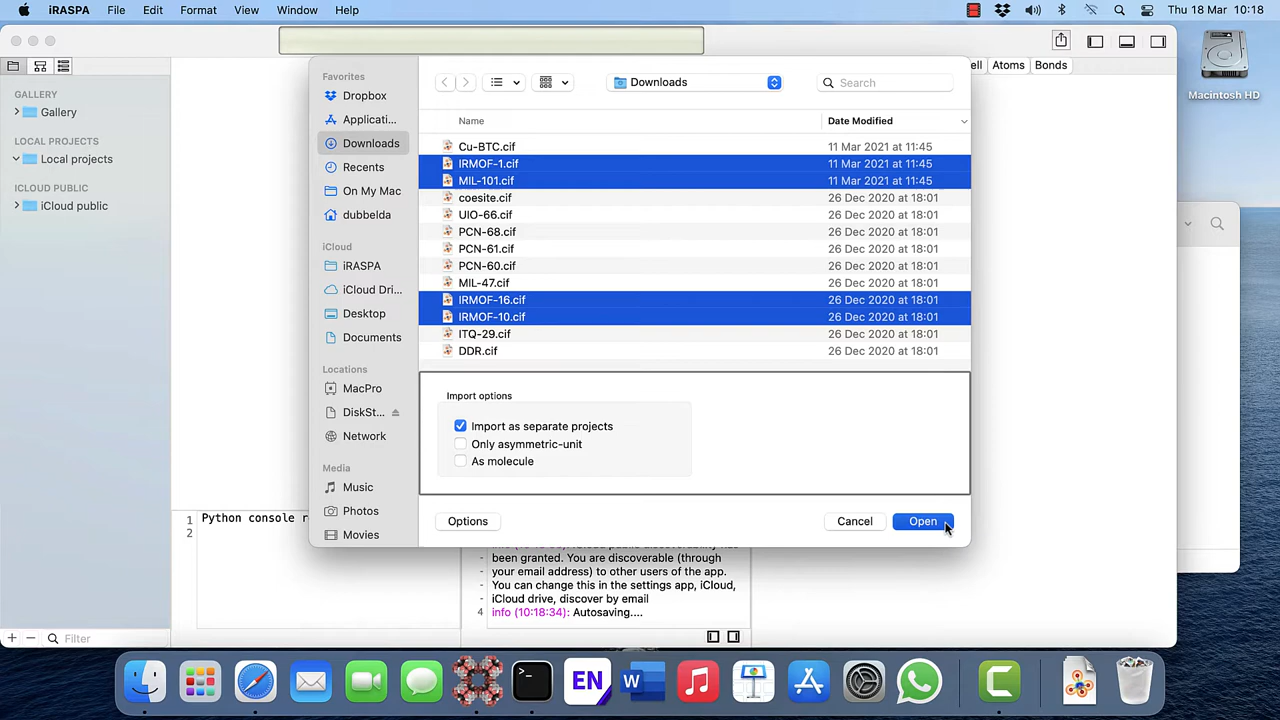 iRASPA File Edit Format View Window Help Thu 18 Mar 10:18
Macintosh HD
GALLERY
Gallery
LOCAL PROJECTS
Local projects
ICLOUD PUBLIC
iCloud public
Filter
Favorites
Dropbox
Applicati...
Downloads
Recents
On My Mac
dubbelda
iCloud
iRASPA
iCloud Dri...
Desktop
Documents
Locations
MacPro
DiskSt...
Network
Media
Music
Photos
Movies
Downloads
Search
Name Date Modified
Cu-BTC.cif 11 Mar 2021 at 11:45
IRMOF-1.cif 11 Mar 2021 at 11:45
MIL-101.cif 11 Mar 2021 at 11:45
coesite.cif 26 Dec 2020 at 18:01
UIO-66.cif 26 Dec 2020 at 18:01
PCN-68.cif 26 Dec 2020 at 18:01
PCN-61.cif 26 Dec 2020 at 18:01
PCN-60.cif 26 Dec 2020 at 18:01
MIL-47.cif 26 Dec 2020 at 18:01
IRMOF-16.cif 26 Dec 2020 at 18:01
IRMOF-10.cif 26 Dec 2020 at 18:01
ITQ-29.cif 26 Dec 2020 at 18:01
DDR.cif 26 Dec 2020 at 18:01
Import options
Import as separate projects
Only asymmetric-unit
As molecule
Options Cancel Open
ell Atoms Bonds
1 Python console r
2
been granted. You are discoverable (through
- your email address) to other users of the app.
- You can change this in the settings app, iCloud,
- iCloud drive, discover by email
4 info (10:18:34): Autosaving....
EN
W